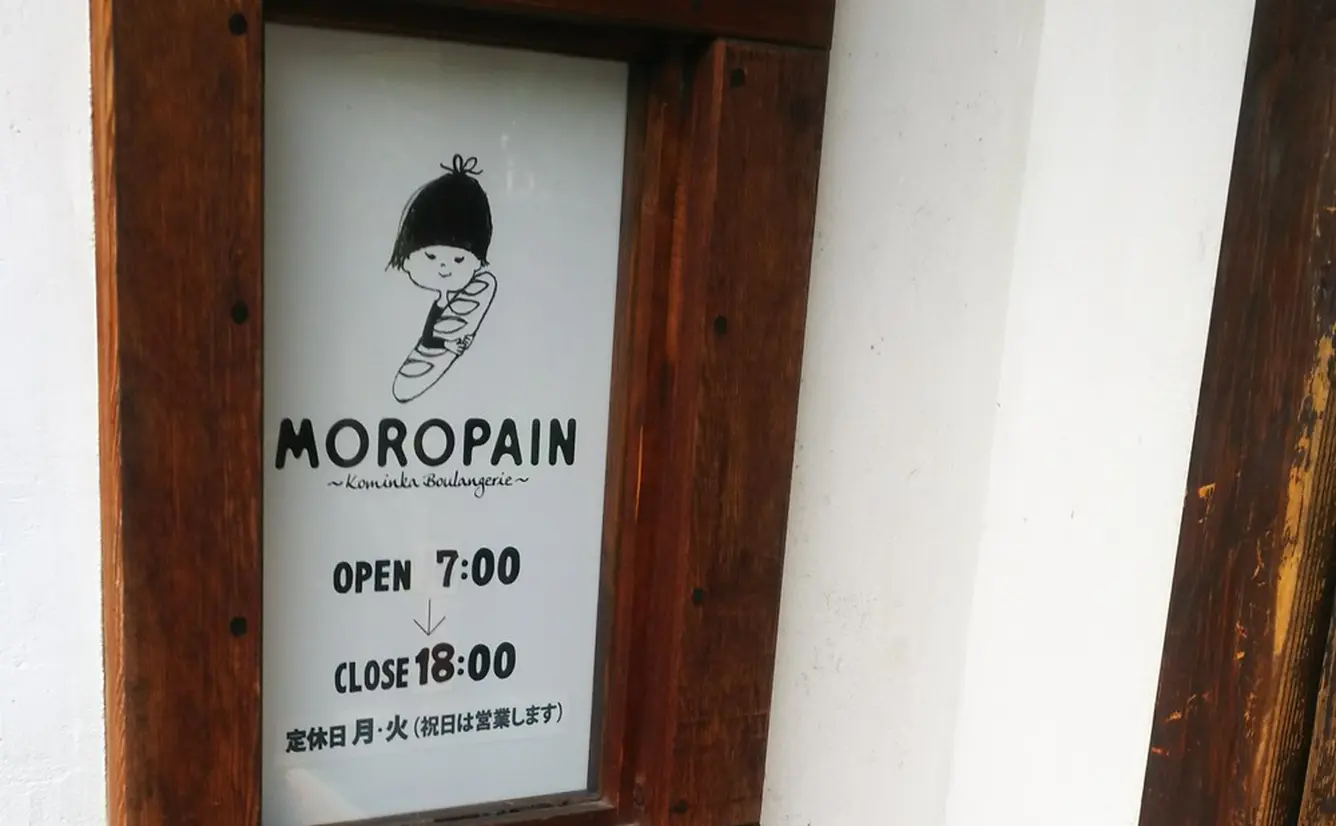 MOROPAIN
~Kominka Boulangerie~
OPEN 7:00
↓
CLOSE 18:00
定休日 月・火 (祝日は営業します)